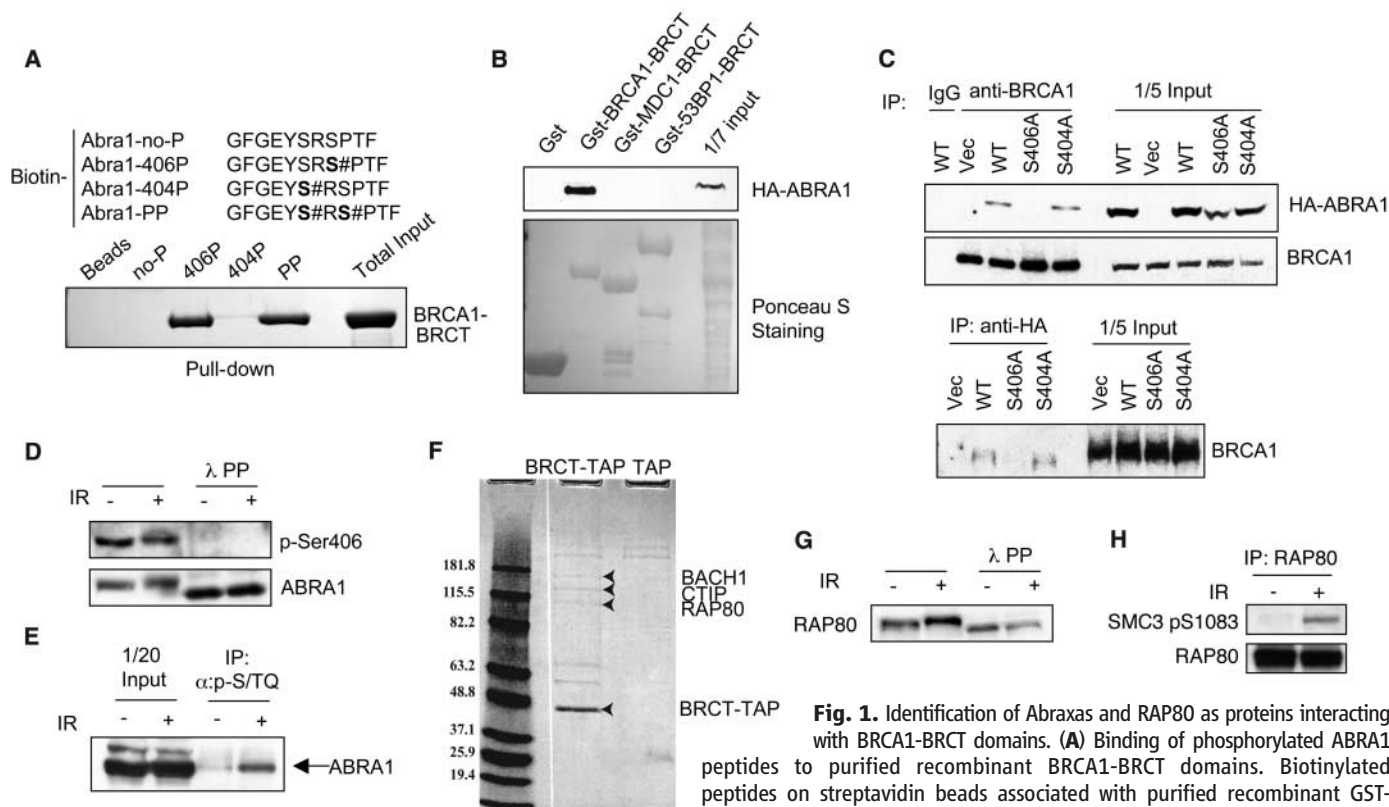 A
Biotin-
Abra1-no-P GFGEYSRSPTF
Abra1-406P GFGEYSRS#PTF
Abra1-404P GFGEYS#RSPTF
Abra1-PP GFGEYS#RS#PTF
Beads no-P 406P 404P PP Total Input
BRCA1-
BRCT
Pull-down
B
Gst Gst-BRCA1-BRCT Gst-MDC1-BRCT Gst-53BP1-BRCT 1/7 input
HA-ABRA1
Ponceau S
Staining
C
IP: IgG anti-BRCA1 1/5 Input
WT Vec WT S406A S404A WT Vec WT S406A S404A
HA-ABRA1
BRCA1
IP: anti-HA 1/5 Input
Vec WT S406A S404A Vec WT S406A S404A
BRCA1
D
λ PP
IR - + - +
p-Ser406
ABRA1
E
1/20
Input
IP:
α:p-S/TQ
IR - + - +
ABRA1
F
BRCT-TAP TAP
181.8
115.5
82.2
63.2
48.8
37.1
25.9
19.4
BACH1
CTIP
RAP80
BRCT-TAP
G
λ PP
IR - + - +
RAP80
H
IP: RAP80
IR - +
SMC3 pS1083
RAP80
Fig. 1. Identification of Abraxas and RAP80 as proteins interacting
with BRCA1-BRCT domains. (A) Binding of phosphorylated ABRA1
peptides to purified recombinant BRCA1-BRCT domains. Biotinylated
peptides on streptavidin beads associated with purified recombinant GST-